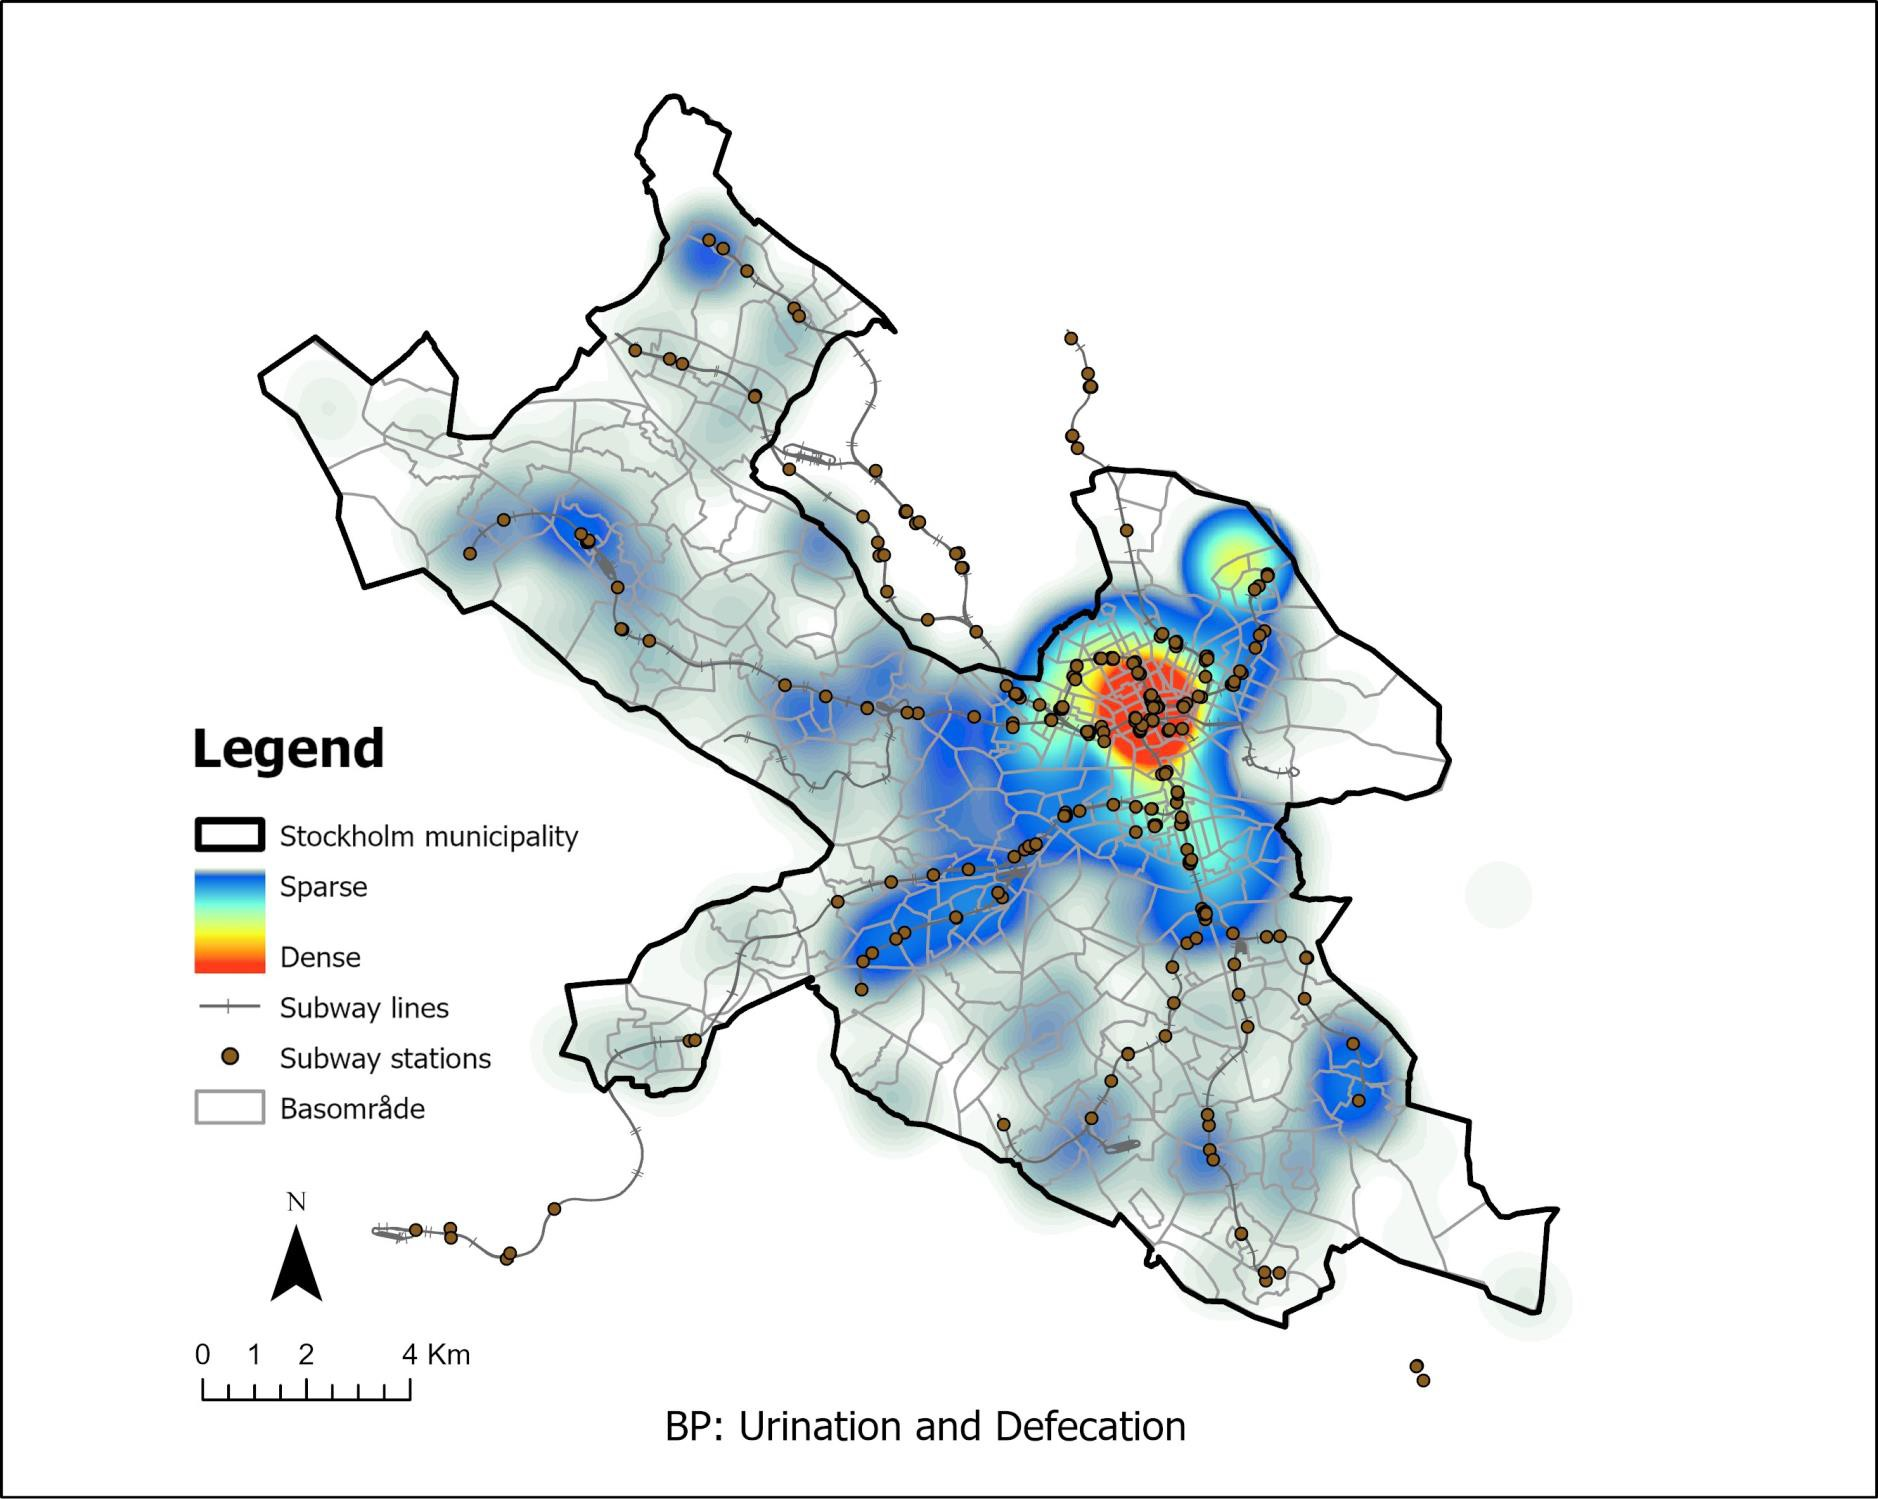 Legend
Stockholm municipality
Sparse
Dense
Subway lines
Subway stations
Basområde
N
0 1 2 4 Km
BP: Urination and Defecation